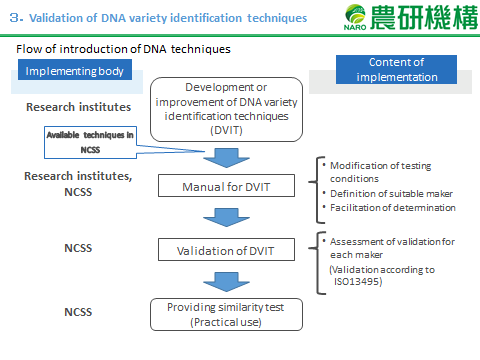 3. Validation of DNA variety identification techniques
NARO
農研機構
Flow of introduction of DNA techniques
Implementing body
Content of
implementation
Research institutes
Development or
improvement of DNA variety
identification techniques
(DVIT)
Available techniques in
NCSS
Research institutes,
NCSS
Manual for DVIT
• Modification of testing
conditions
• Definition of suitable maker
• Facilitation of determination
NCSS
Validation of DVIT
• Assessment of validation for
each maker
(Validation according to
ISO13495)
NCSS
Providing similarity test
(Practical use)